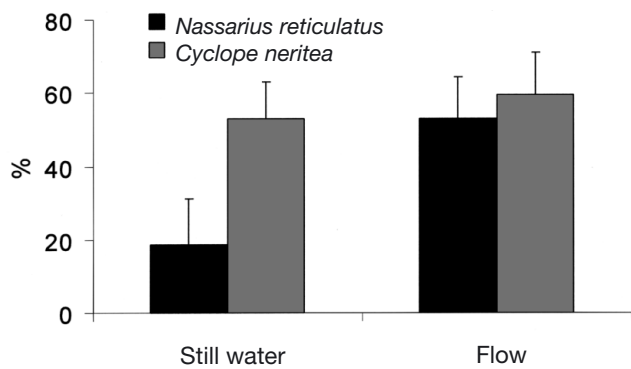 80
Nassarius reticulatus
Cyclope neritea
60
%
40
20
0
Still water
Flow